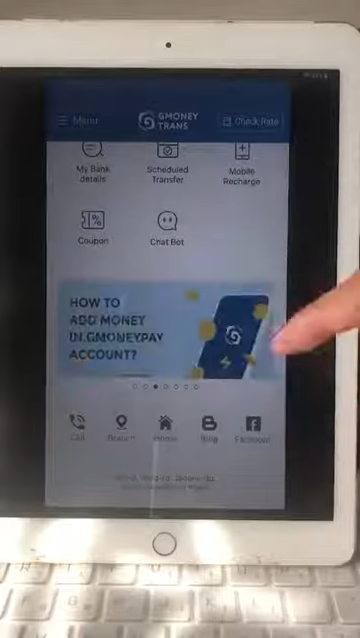 Menu
GMONEY
TRANS
Check Rate
My Bank
details
Scheduled
Transfer
Mobile
Recharge
Coupon
Chat Bot
HOW TO
ADD MONEY
IN GMONEYPAY
ACCOUNT?
Call
Branch
Home
Blog
Facebook